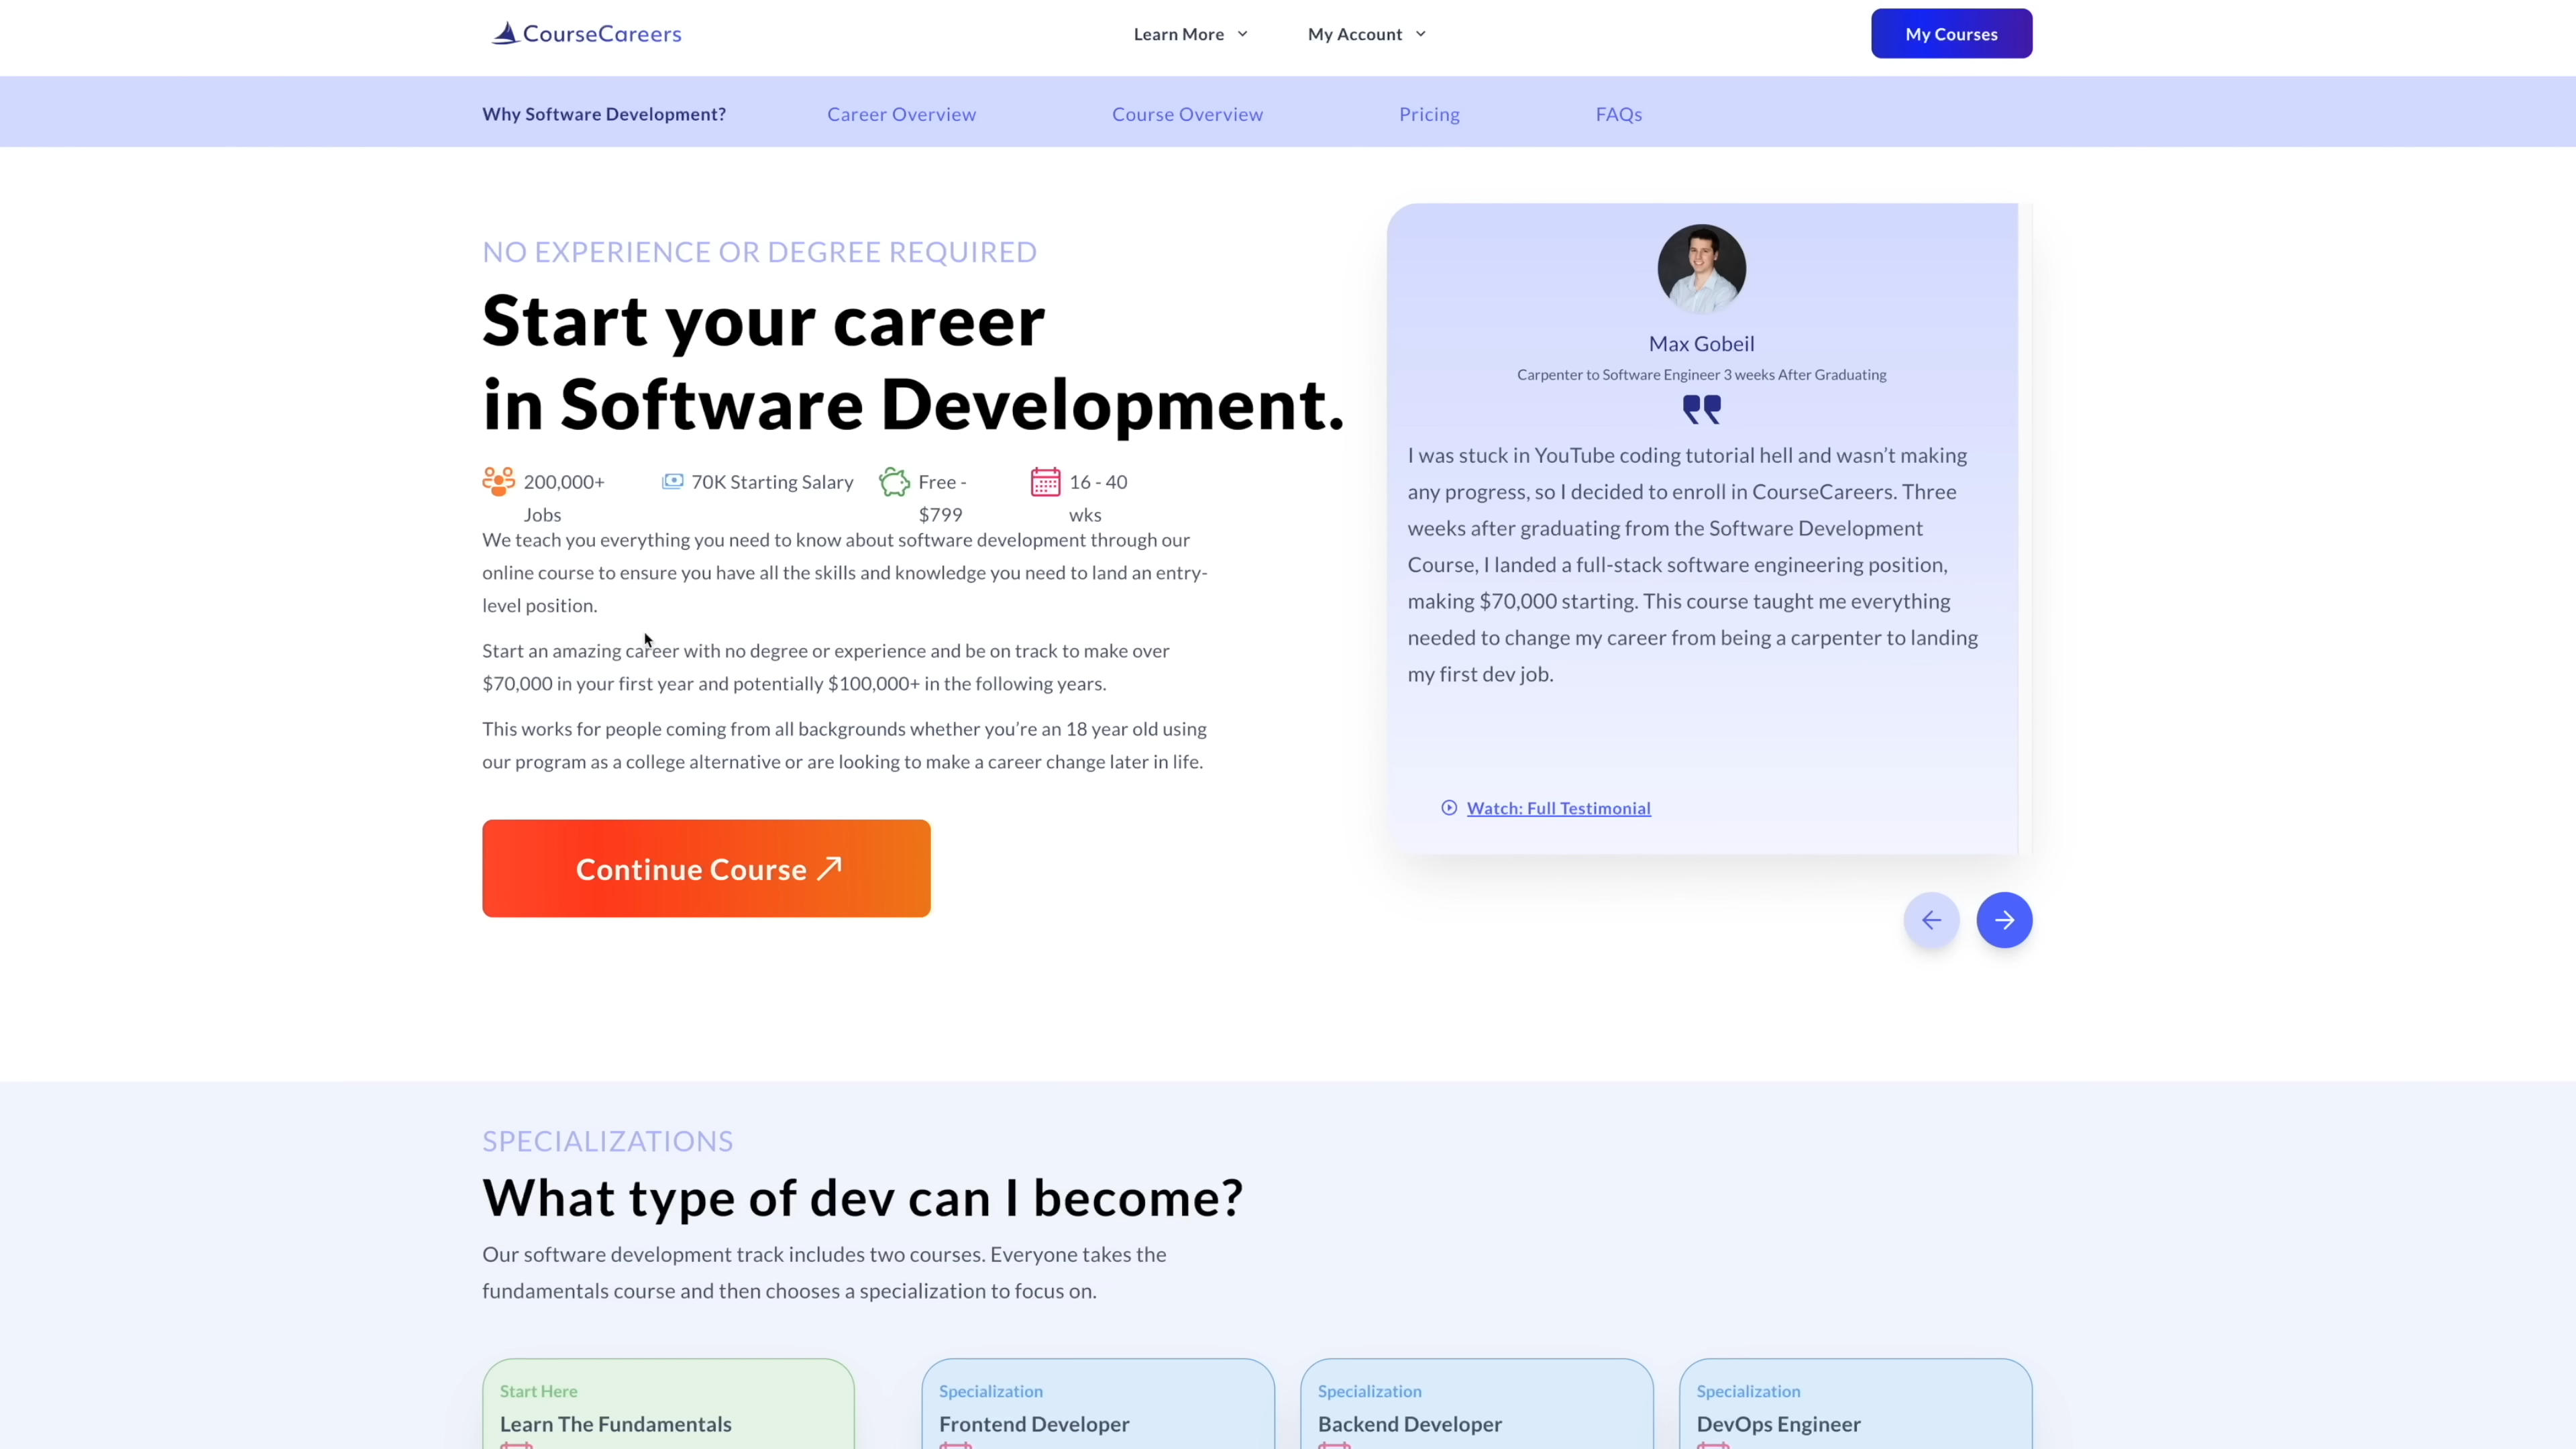 CourseCareers
Learn More
My Account
My Courses
Why Software Development?
Career Overview
Course Overview
Pricing
FAQs
NO EXPERIENCE OR DEGREE REQUIRED
Start your career
in Software Development.
200,000+
Jobs
70K Starting Salary
Free -
$799
16 - 40
wks
We teach you everything you need to know about software development through our
online course to ensure you have all the skills and knowledge you need to land an entry-
level position.
Start an amazing career with no degree or experience and be on track to make over
$70,000 in your first year and potentially $100,000+ in the following years.
This works for people coming from all backgrounds whether you’re an 18 year old using
our program as a college alternative or are looking to make a career change later in life.
Continue Course
Max Gobeil
Carpenter to Software Engineer 3 weeks After Graduating
I was stuck in YouTube coding tutorial hell and wasn’t making
any progress, so I decided to enroll in CourseCareers. Three
weeks after graduating from the Software Development
Course, I landed a full-stack software engineering position,
making $70,000 starting. This course taught me everything
needed to change my career from being a carpenter to landing
my first dev job.
Watch: Full Testimonial
SPECIALIZATIONS
What type of dev can I become?
Our software development track includes two courses. Everyone takes the
fundamentals course and then chooses a specialization to focus on.
Start Here
Learn The Fundamentals
Specialization
Frontend Developer
Specialization
Backend Developer
Specialization
DevOps Engineer